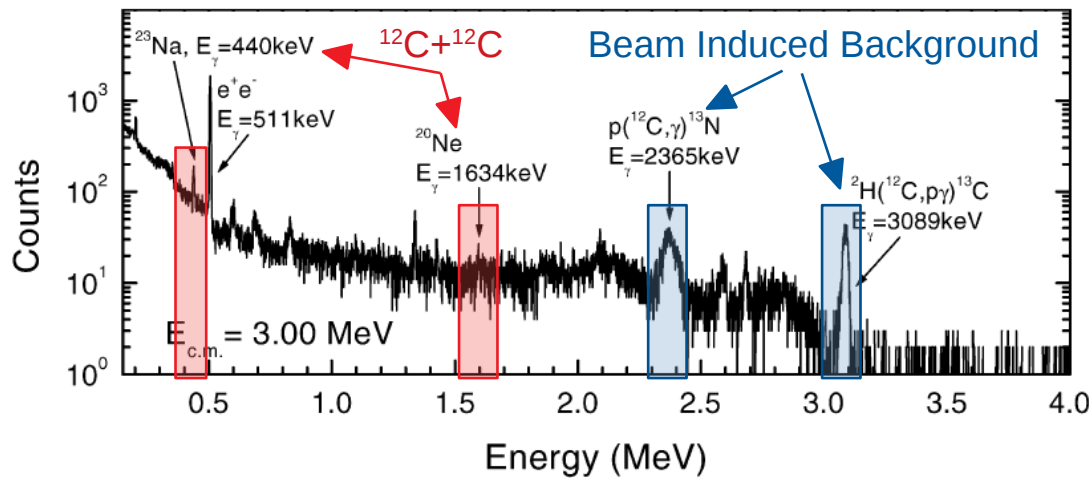 ²³Na, Eγ=440keV
¹²C+¹²C
Beam Induced Background
e⁺e⁻
Eγ=511keV
²⁰Ne
Eγ=1634keV
p(¹²C,γ)¹³N
Eγ=2365keV
²H(¹²C,pγ)¹³C
Eγ=3089keV
10³
10²
10¹
10⁰
Counts
E_c.m. = 3.00 MeV
0.5 1.0 1.5 2.0 2.5 3.0 3.5 4.0
Energy (MeV)